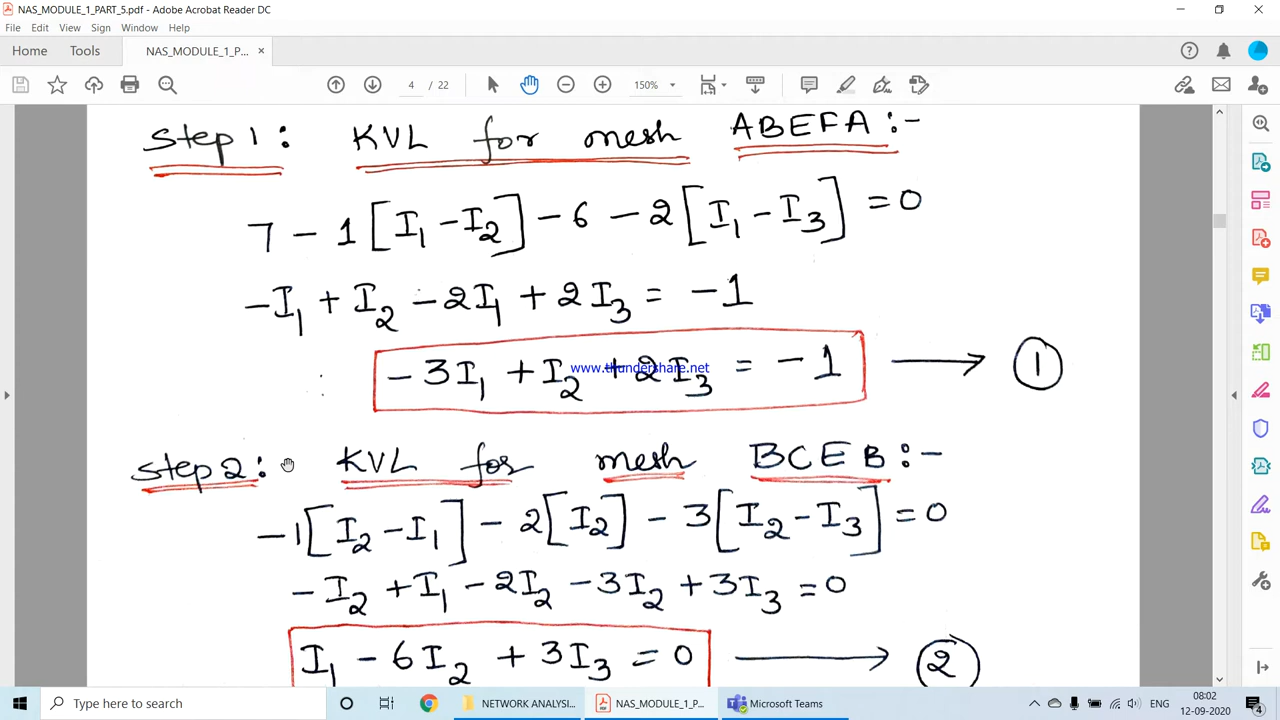 NAS_MODULE_1_PART_5.pdf - Adobe Acrobat Reader DC
File Edit View Sign Window Help
Home Tools NAS_MODULE_1_P... ×
4 / 22 150%
Step 1: KVL for mesh ABEFA:-
7 - 1[I₁ - I₂] - 6 - 2[I₁ - I₃] = 0
-I₁ + I₂ - 2I₁ + 2I₃ = -1
-3I₁ + I₂ + 2I₃ = -1 → ①
www.thundershare.net
Step 2: KVL for mesh BCEB:-
-1[I₂ - I₁] - 2[I₂] - 3[I₂ - I₃] = 0
-I₂ + I₁ - 2I₂ - 3I₂ + 3I₃ = 0
I₁ - 6I₂ + 3I₃ = 0 → ②
Type here to search NETWORK ANALYSI... NAS_MODULE_1_P... Microsoft Teams ENG 08:02
12-09-2020 4